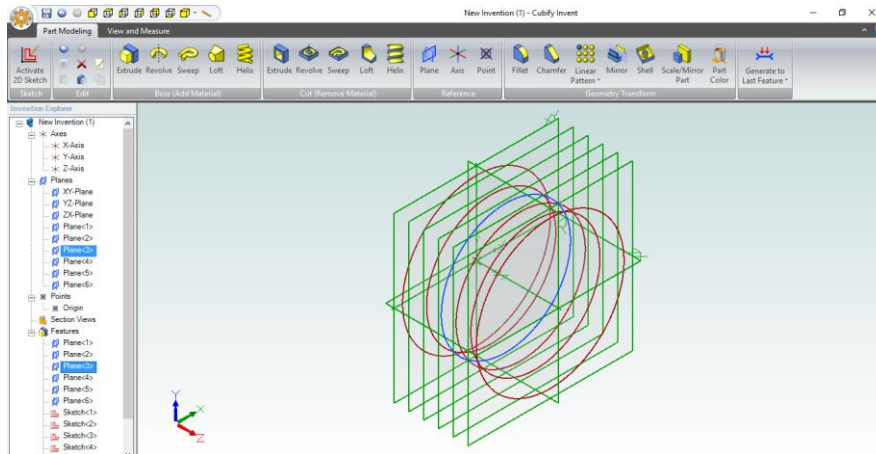 New Invention (1) - Cubify Invent
Part Modeling View and Measure
Activate 2D Sketch
Extrude Revolve Sweep Loft Helix
Extrude Revolve Sweep Loft Helix
Plane Axis Point
Fillet Chamfer Linear Pattern Mirror Shell Scale/Mirror Part Part Color
Generate to Last Feature
Sketch Edit Boss (Add Material) Cut (Remove Material) Reference Geometry Transform
Invention Explorer
New Invention (1)
Axes
X-Axis
Y-Axis
Z-Axis
Planes
XY-Plane
YZ-Plane
ZX-Plane
Plane<1>
Plane<2>
Plane<3>
Plane<4>
Plane<5>
Plane<6>
Points
Origin
Section Views
Features
Plane<1>
Plane<2>
Plane<3>
Plane<4>
Plane<5>
Plane<6>
Sketch<1>
Sketch<2>
Sketch<3>
Sketch<4>
Y
X
Z